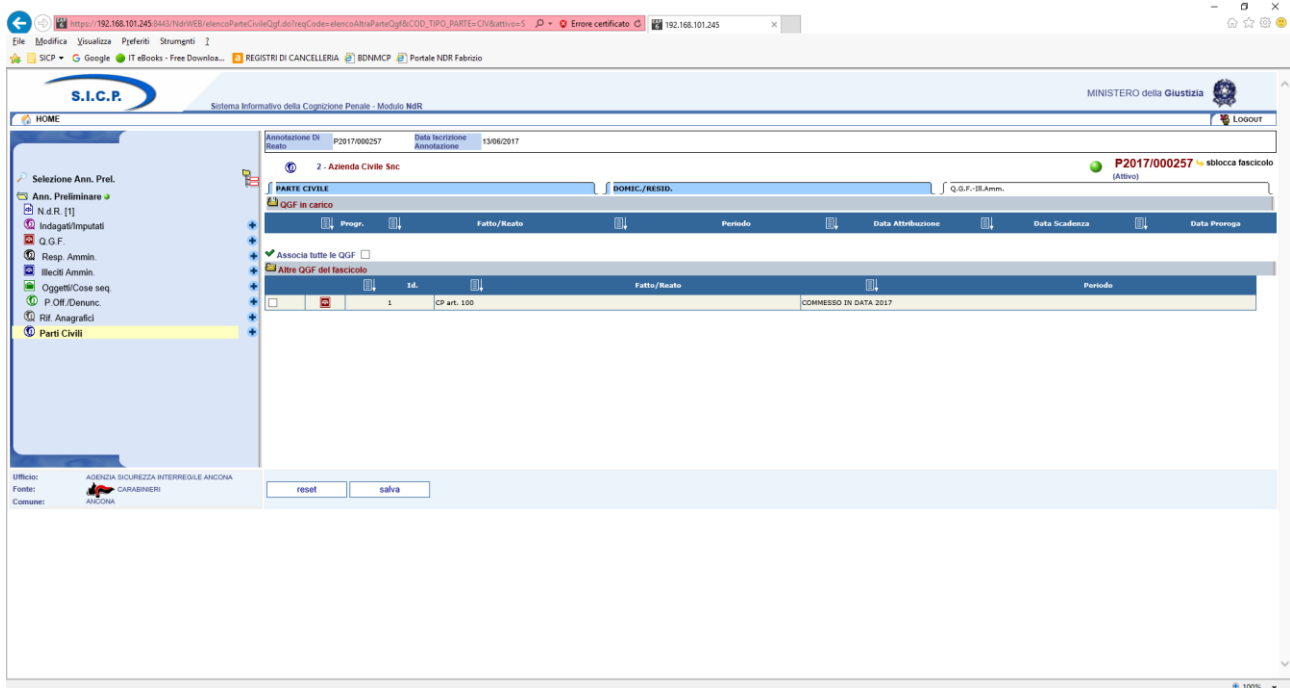 https://192.168.101.245:8443/NdrWEB/elencoParteCivileQgf.do?reqCode=elencoAltraParteQgf&COD_TIPO_PARTE=CIV&attivo=S Errore certificato 192.168.101.245
File Modifica Visualizza Preferiti Strumenti ?
SICP Google IT eBooks - Free Downloa... REGISTRI DI CANCELLERIA BDNMCP Portale NDR Fabrizio
S.I.C.P.
Sistema Informativo della Cognizione Penale - Modulo NdR
MINISTERO della Giustizia
HOME LOGOUT
Annotazione Di Reato P2017/000257 Data Iscrizione Annotazione 13/06/2017
2 - Azienda Civile Snc P2017/000257 sblocca fascicolo
(Attivo)
Selezione Ann. Prel.
Ann. Preliminare
N.d.R. [1]
Indagati/Imputati
Q.G.F.
Resp. Ammin.
Illeciti Ammin.
Oggetti/Cose seq.
P.Off./Denunc.
Rif. Anagrafici
Parti Civili
PARTE CIVILE DOMIC./RESID. Q.G.F.-Ill.Amm.
QGF in carico
Progr. Fatto/Reato Periodo Data Attribuzione Data Scadenza Data Proroga
Associa tutte le QGF
Altre QGF del fascicolo
Id. Fatto/Reato Periodo
1 CP art. 100 COMMESSO IN DATA 2017
Ufficio: AGENZIA SICUREZZA INTERREGILE ANCONA
Fonte: CARABINIERI
Comune: ANCONA
reset salva
100%